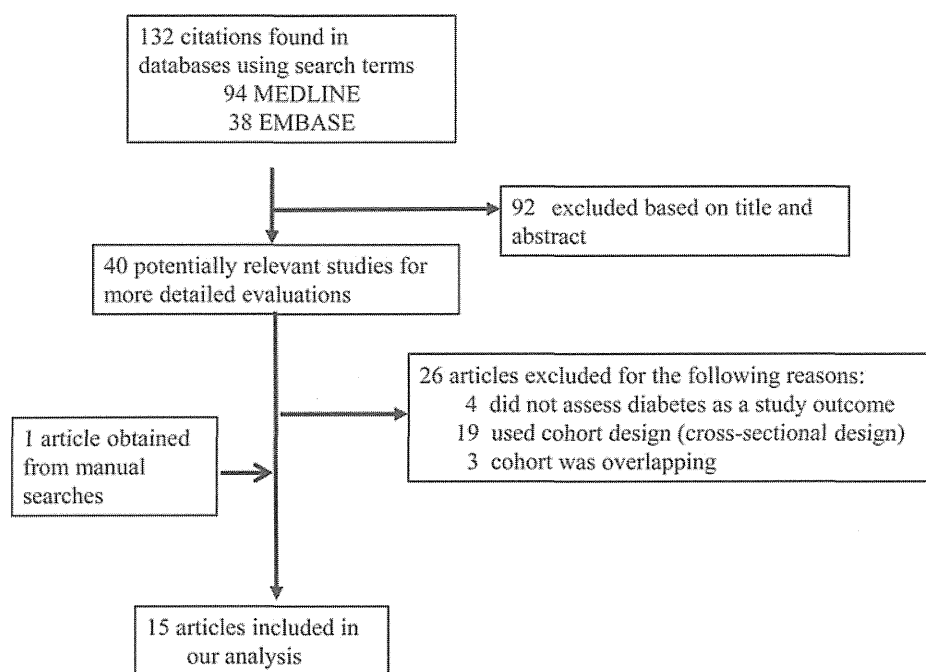 132 citations found in
databases using search terms
94 MEDLINE
38 EMBASE
92 excluded based on title and
abstract
40 potentially relevant studies for
more detailed evaluations
26 articles excluded for the following reasons:
4 did not assess diabetes as a study outcome
19 used cohort design (cross-sectional design)
3 cohort was overlapping
1 article obtained
from manual
searches
15 articles included in
our analysis